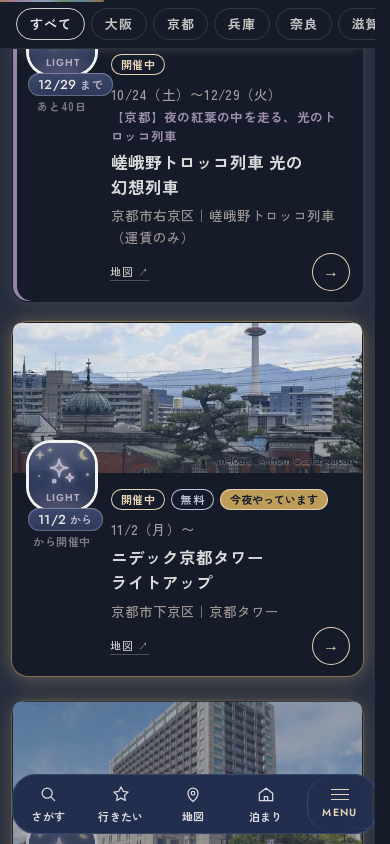 すべて
大阪
京都
兵庫
奈良
LIGHT
12/29 まで
あと40日
開催中
10/24（土）〜12/29（火）
【京都】夜の紅葉の中を走る、光のト
ロッコ列車
嵯峨野トロッコ列車 光の
幻想列車
京都市右京区｜嵯峨野トロッコ列車
（運賃のみ）
地図 ↗
→
LIGHT
11/2 から
から開催中
開催中
無料
今夜やっています
11/2（月）〜
ニデック京都タワー
ライトアップ
京都市下京区｜京都タワー
地図 ↗
→
さがす
行きたい
地図
泊まり
MENU